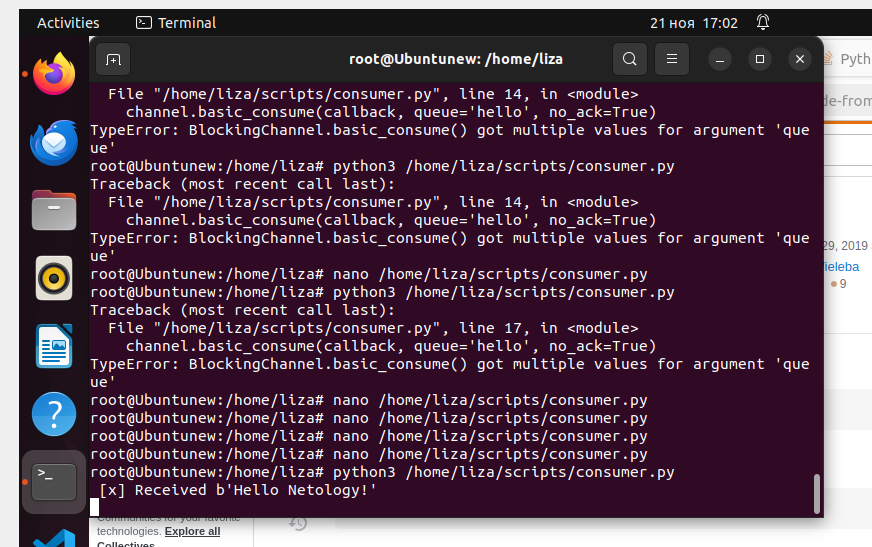 Activities
Terminal
21 ноя 17:02
root@Ubuntunew: /home/liza
File "/home/liza/scripts/consumer.py", line 14, in <module>
channel.basic_consume(callback, queue='hello', no_ack=True)
TypeError: BlockingChannel.basic_consume() got multiple values for argument 'que
ue'
root@Ubuntunew:/home/liza# python3 /home/liza/scripts/consumer.py
Traceback (most recent call last):
File "/home/liza/scripts/consumer.py", line 14, in <module>
channel.basic_consume(callback, queue='hello', no_ack=True)
TypeError: BlockingChannel.basic_consume() got multiple values for argument 'que
ue'
root@Ubuntunew:/home/liza# nano /home/liza/scripts/consumer.py
root@Ubuntunew:/home/liza# python3 /home/liza/scripts/consumer.py
Traceback (most recent call last):
File "/home/liza/scripts/consumer.py", line 17, in <module>
channel.basic_consume(callback, queue='hello', no_ack=True)
TypeError: BlockingChannel.basic_consume() got multiple values for argument 'que
ue'
root@Ubuntunew:/home/liza# nano /home/liza/scripts/consumer.py
root@Ubuntunew:/home/liza# nano /home/liza/scripts/consumer.py
root@Ubuntunew:/home/liza# nano /home/liza/scripts/consumer.py
root@Ubuntunew:/home/liza# nano /home/liza/scripts/consumer.py
root@Ubuntunew:/home/liza# python3 /home/liza/scripts/consumer.py
[x] Received b'Hello Netology!'
Pyth
de-from
29, 2019
ieleba
9
Communities for your favorite
technologies. Explore all
Collectives